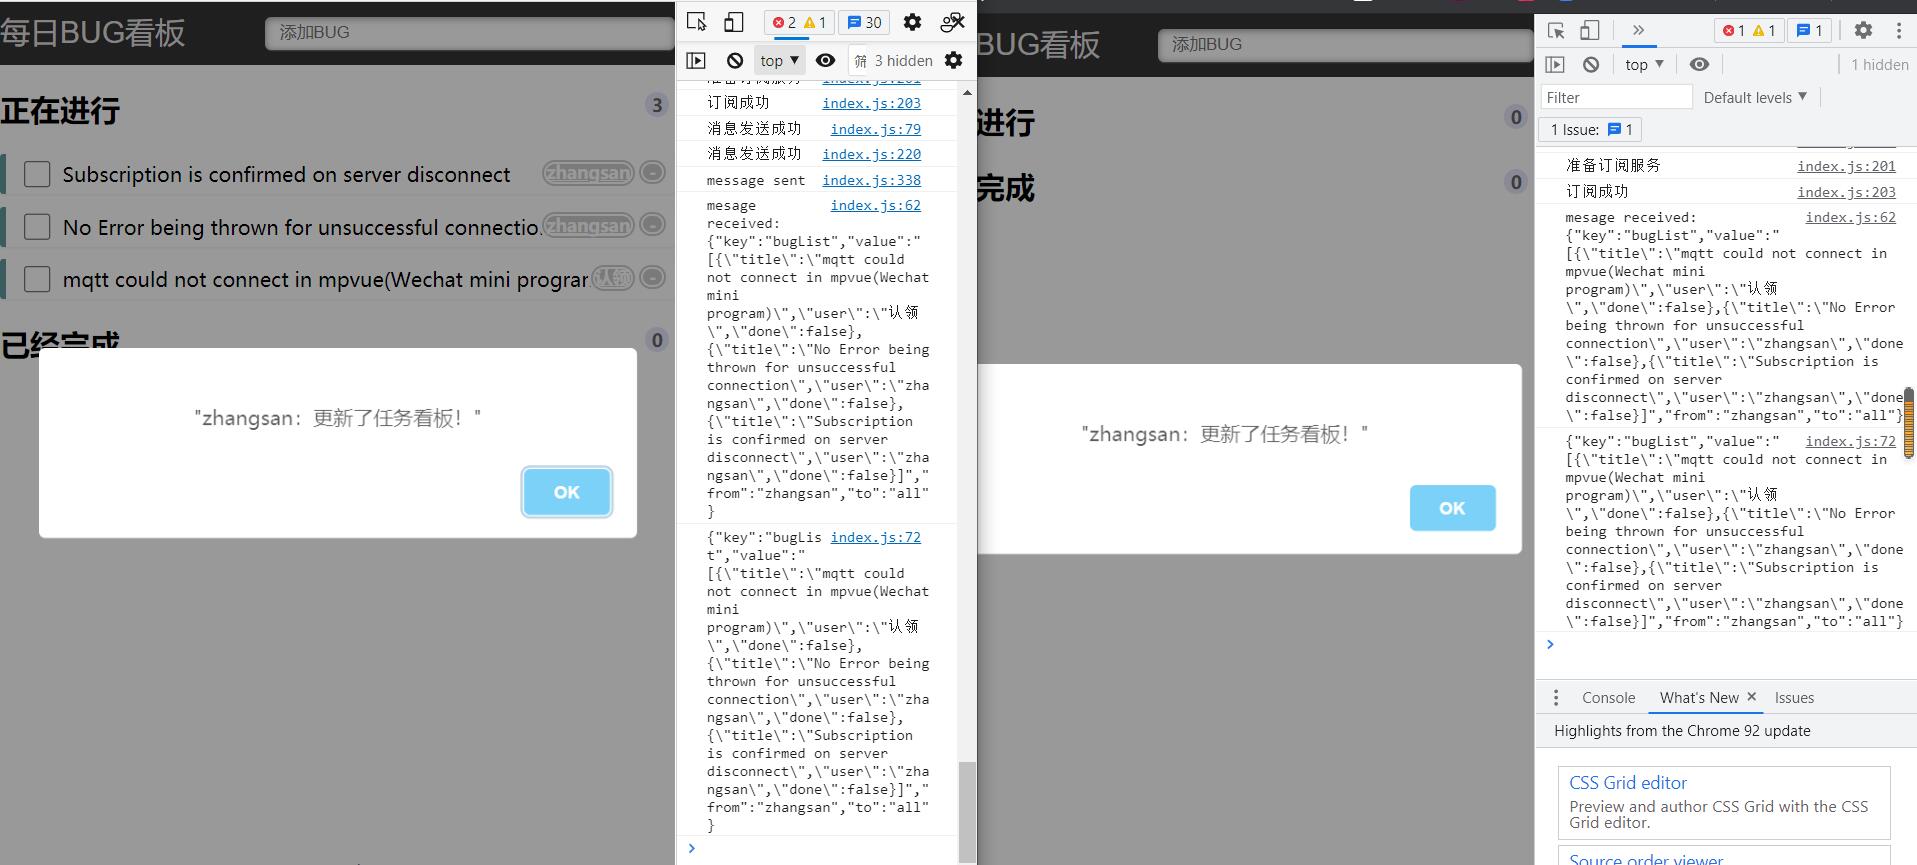 每日BUG看板
添加BUG
正在进行
3
Subscription is confirmed on server disconnect
zhangsan
-
No Error being thrown for unsuccessful connectio.
zhangsan
-
mqtt could not connect in mpvue(Wechat mini prograr
认领
-
已经完成
0
"zhangsan：更新了任务看板！"
OK
2
1
30
top ▼
筛
3 hidden
准备订阅服务 index.js:201
订阅成功 index.js:203
消息发送成功 index.js:79
消息发送成功 index.js:220
message sent index.js:338
mesage index.js:62
received:
{"key":"bugList","value":"
[{\"title\":\"mqtt could
not connect in mpvue(Wechat
mini
program)\",\"user\":\"认领
\",\"done\":false},
{\"title\":\"No Error being
thrown for unsuccessful
connection\",\"user\":\"zha
ngsan\",\"done\":false},
{\"title\":\"Subscription
is confirmed on server
disconnect\",\"user\":\"zha
ngsan\",\"done\":false}]","
from":"zhangsan","to":"all"
}
{"key":"bugLis index.js:72
t","value":"
[{\"title\":\"mqtt could
not connect in mpvue(Wechat
mini
program)\",\"user\":\"认领
\",\"done\":false},
{\"title\":\"No Error being
thrown for unsuccessful
connection\",\"user\":\"zha
ngsan\",\"done\":false},
{\"title\":\"Subscription
is confirmed on server
disconnect\",\"user\":\"zha
ngsan\",\"done\":false}]","
from":"zhangsan","to":"all"
}
BUG看板
添加BUG
进行
0
完成
0
"zhangsan：更新了任务看板！"
OK
1
1
1
top ▼
1 hidden
Filter
Default levels ▼
1 Issue: 1
准备订阅服务 index.js:201
订阅成功 index.js:203
mesage received: index.js:62
{"key":"bugList","value":"
[{\"title\":\"mqtt could not connect in
mpvue(Wechat mini
program)\",\"user\":\"认领
\",\"done\":false},{\"title\":\"No Error
being thrown for unsuccessful
connection\",\"user\":\"zhangsan\",\"done
\":false},{\"title\":\"Subscription is
confirmed on server
disconnect\",\"user\":\"zhangsan\",\"done
\":false}]","from":"zhangsan","to":"all"}
{"key":"bugList","value":" index.js:72
[{\"title\":\"mqtt could not connect in
mpvue(Wechat mini
program)\",\"user\":\"认领
\",\"done\":false},{\"title\":\"No Error
being thrown for unsuccessful
connection\",\"user\":\"zhangsan\",\"done
\":false},{\"title\":\"Subscription is
confirmed on server
disconnect\",\"user\":\"zhangsan\",\"done
\":false}]","from":"zhangsan","to":"all"}
Console
What's New
Issues
Highlights from the Chrome 92 update
CSS Grid editor
Preview and author CSS Grid with the CSS
Grid editor.
Source order viewer